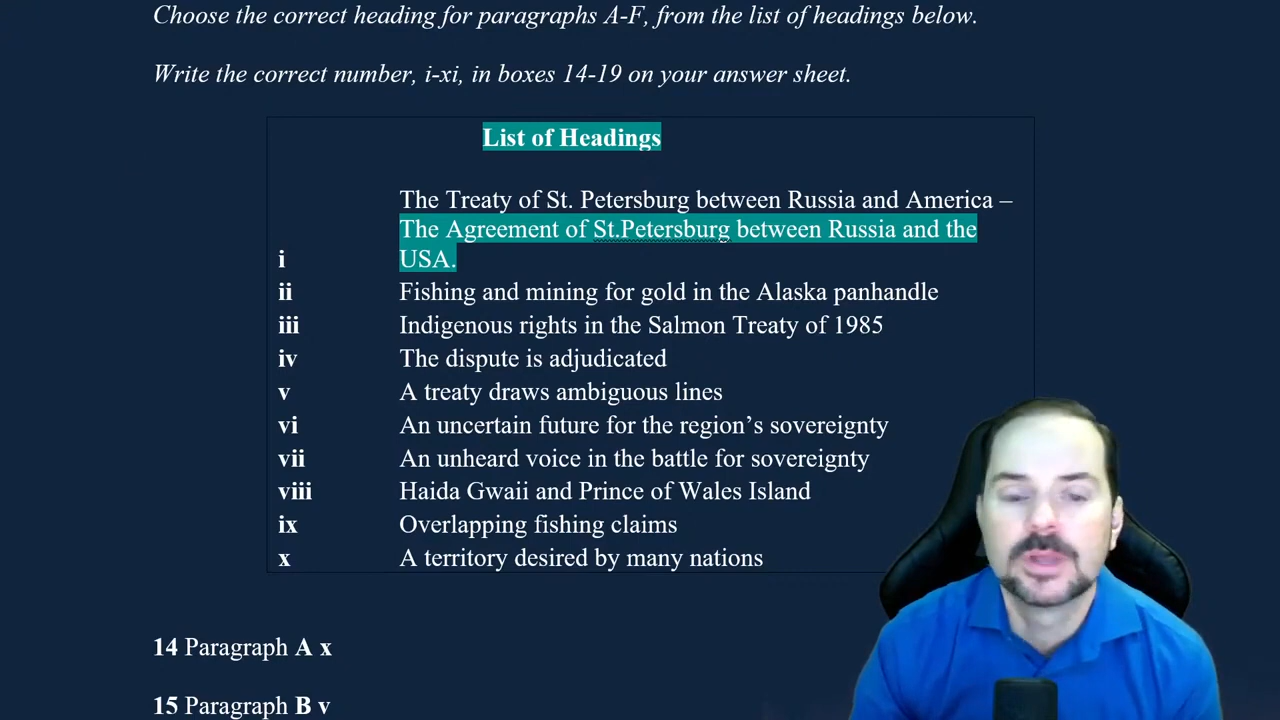 Choose the correct heading for paragraphs A-F, from the list of headings below.
Write the correct number, i-xi, in boxes 14-19 on your answer sheet.
List of Headings
The Treaty of St. Petersburg between Russia and America –
The Agreement of St.Petersburg between Russia and the
i USA.
ii Fishing and mining for gold in the Alaska panhandle
iii Indigenous rights in the Salmon Treaty of 1985
iv The dispute is adjudicated
v A treaty draws ambiguous lines
vi An uncertain future for the region’s sovereignty
vii An unheard voice in the battle for sovereignty
viii Haida Gwaii and Prince of Wales Island
ix Overlapping fishing claims
x A territory desired by many nations
14 Paragraph A x
15 Paragraph B v